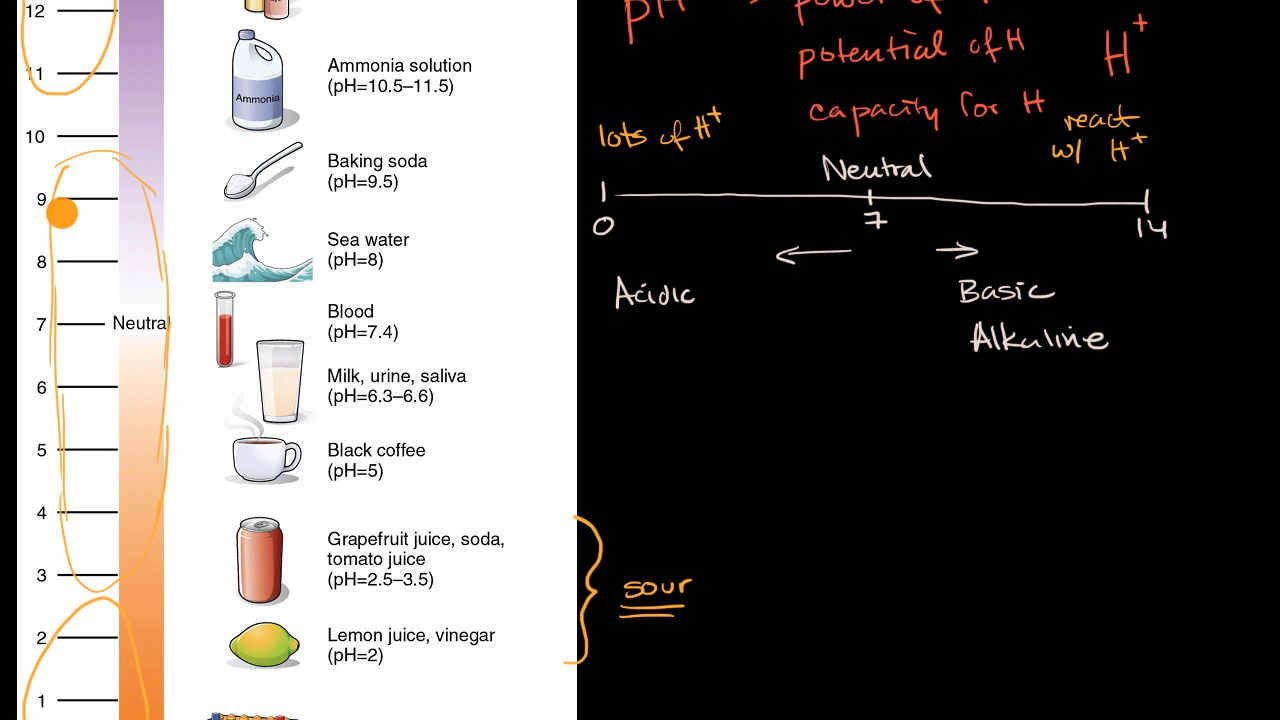 12
11
10
9
8
7
Neutral
6
5
4
3
2
1
Ammonia
Ammonia solution
(pH=10.5–11.5)
Baking soda
(pH=9.5)
Sea water
(pH=8)
Blood
(pH=7.4)
Milk, urine, saliva
(pH=6.3–6.6)
Black coffee
(pH=5)
Grapefruit juice, soda,
tomato juice
(pH=2.5–3.5)
Lemon juice, vinegar
(pH=2)
pH
power of
potential of H
H+
capacity for H
lots of H+
react
w/ H+
Neutral
0
7
14
Acidic
Basic
Alkaline
sour